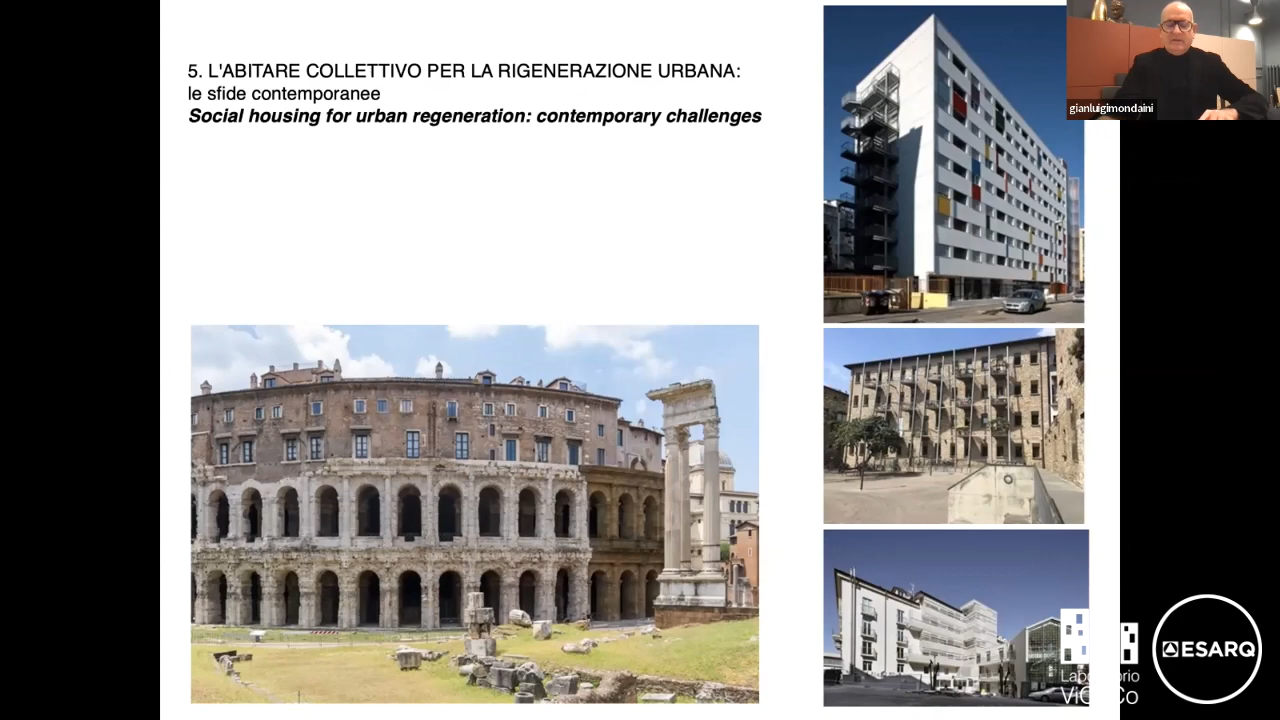 5. L'ABITARE COLLETTIVO PER LA RIGENERAZIONE URBANA:
le sfide contemporanee
Social housing for urban regeneration: contemporary challenges
gianluigimondaini
ESARQ